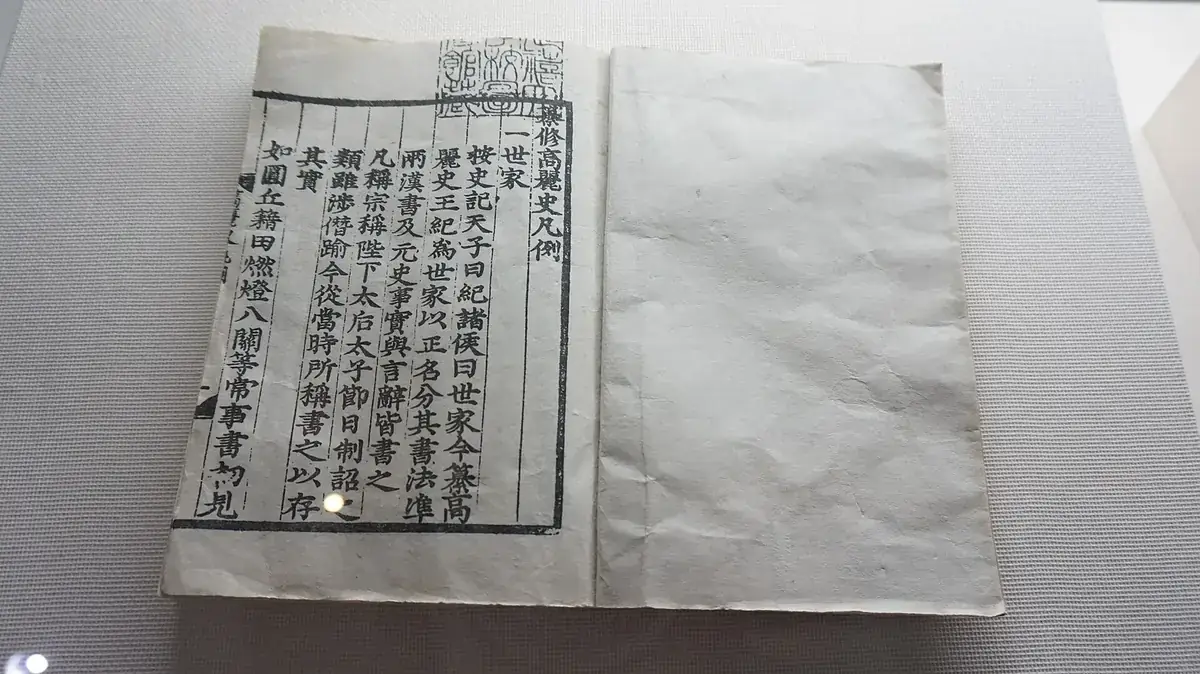 纂修高麗史凡例
一世家
按史記天子曰紀諸侯曰世家今纂高
麗史王紀為世家以正名分其書法準
兩漢書及元史事實與言辭皆書之
凡稱宗稱陛下太后太子節日制詔之
類雖涉僭踰今從當時所稱書之以存
其實
如圓丘籍田燃燈八關等常事書初見